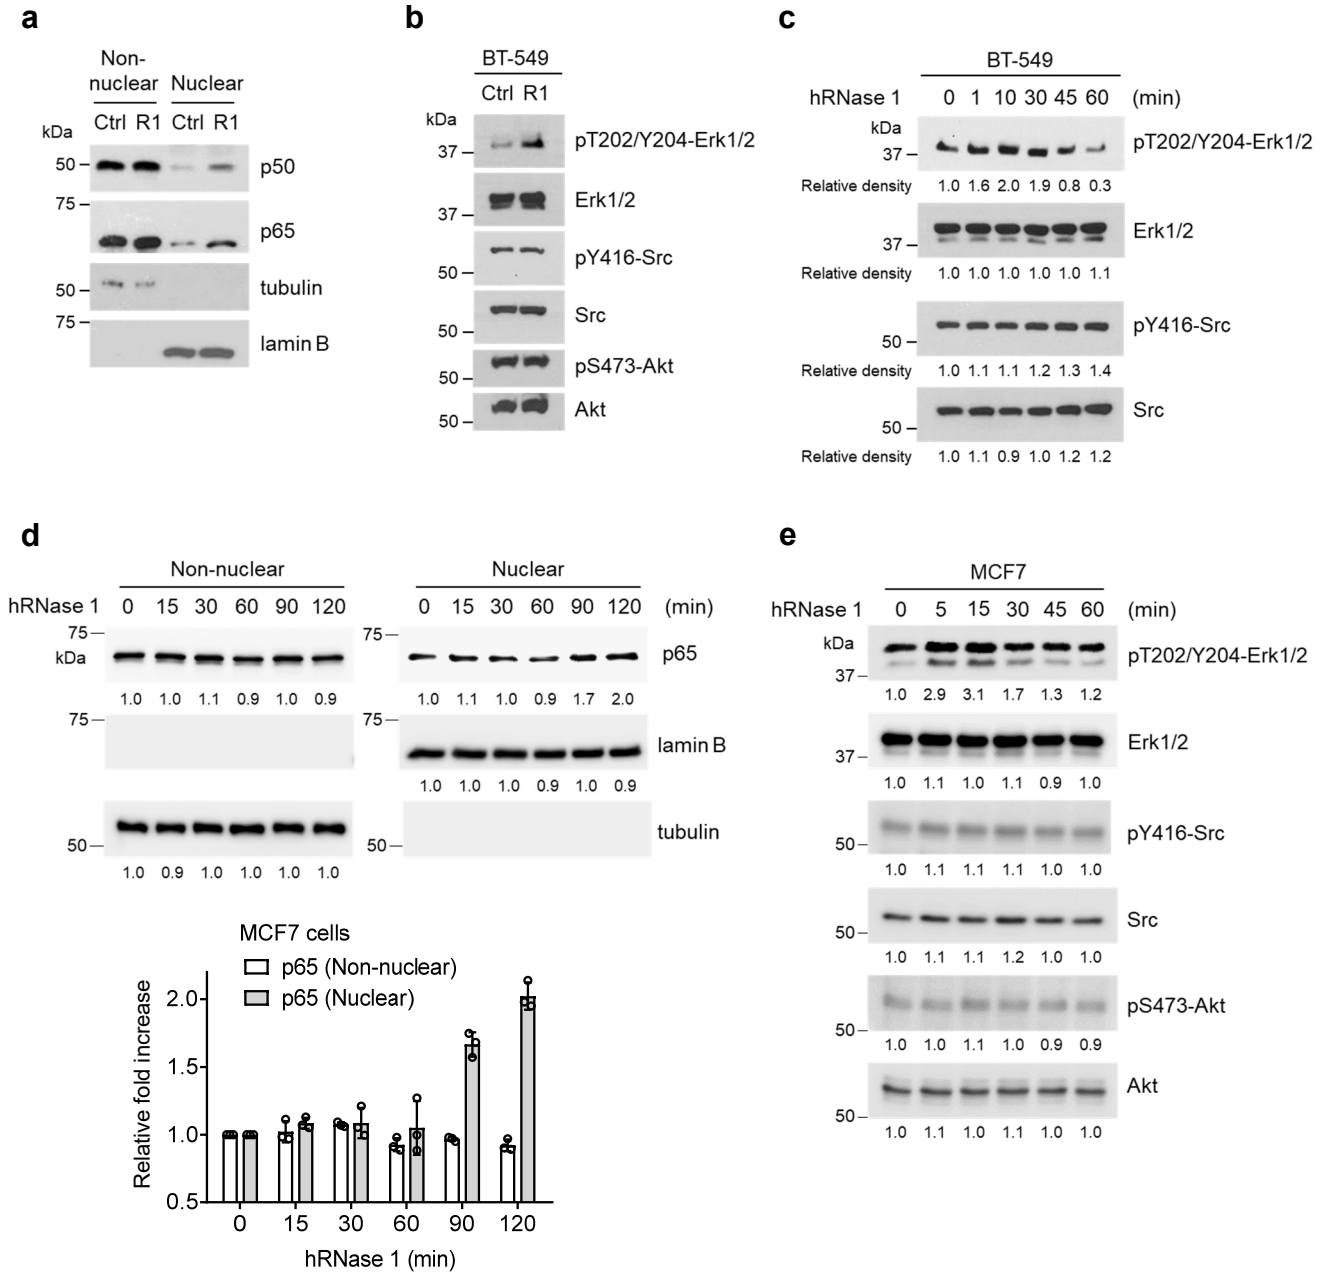 a
Non-
nuclear Nuclear
Ctrl R1 Ctrl R1
kDa
50 p50
75
p65
50 tubulin
75
lamin B
b
BT-549
Ctrl R1
kDa
37 pT202/Y204-Erk1/2
Erk1/2
37
pY416-Src
50
Src
50
pS473-Akt
50
Akt
50
c
BT-549
hRNase 1 0 1 10 30 45 60 (min)
kDa
37 pT202/Y204-Erk1/2
Relative density 1.0 1.6 2.0 1.9 0.8 0.3
Erk1/2
37
Relative density 1.0 1.0 1.0 1.0 1.0 1.1
pY416-Src
50
Relative density 1.0 1.1 1.1 1.2 1.3 1.4
Src
50
Relative density 1.0 1.1 0.9 1.0 1.2 1.2
d
Non-nuclear Nuclear
hRNase 1 0 15 30 60 90 120 0 15 30 60 90 120 (min)
75 75
kDa p65
1.0 1.0 1.1 0.9 1.0 0.9 1.0 1.1 1.0 0.9 1.7 2.0
75 75
lamin B
1.0 1.0 1.0 0.9 1.0 0.9
tubulin
50 50
1.0 0.9 1.0 1.0 1.0 1.0
MCF7 cells
p65 (Non-nuclear)
p65 (Nuclear)
Relative fold increase
2.0
1.5
1.0
0.5
0 15 30 60 90 120
hRNase 1 (min)
e
MCF7
hRNase 1 0 5 15 30 45 60 (min)
kDa
pT202/Y204-Erk1/2
37
1.0 2.9 3.1 1.7 1.3 1.2
Erk1/2
37
1.0 1.1 1.0 1.1 0.9 1.0
pY416-Src
50
1.0 1.1 1.1 1.1 1.0 1.0
Src
50
1.0 1.1 1.1 1.2 1.0 1.0
pS473-Akt
50
1.0 1.0 1.1 1.0 0.9 0.9
Akt
50
1.0 1.1 1.0 1.1 1.0 1.0